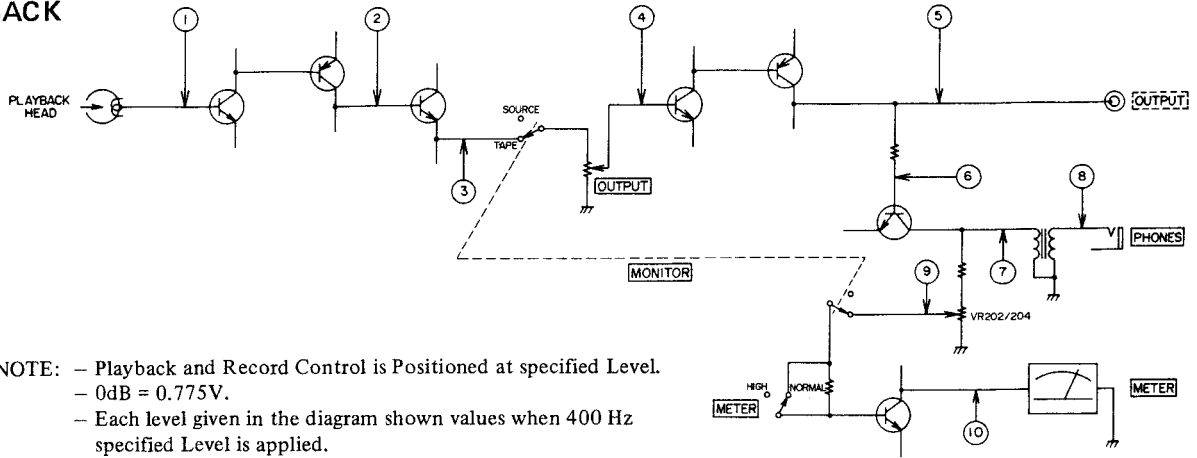 ACK
1
2
4
5
PLAYBACK
HEAD
SOURCE
TAPE
3
OUTPUT
OUTPUT
6
8
PHONES
7
MONITOR
9
VR202/204
NOTE: – Playback and Record Control is Positioned at specified Level.
– 0dB = 0.775V.
– Each level given in the diagram shown values when 400 Hz
specified Level is applied.
HIGH
NORMAL
METER
METER
10